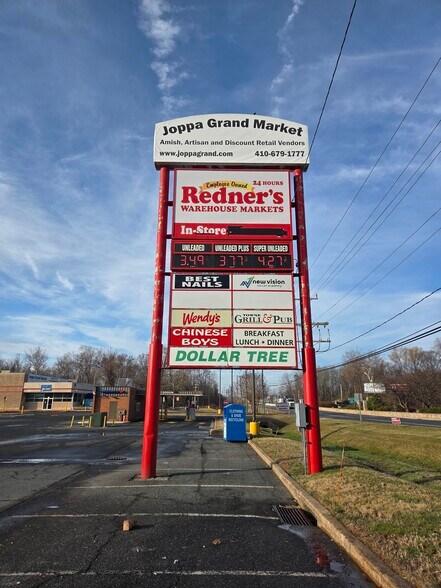 Joppa Grand Market
Amish, Artisan and Discount Retail Vendors
www.joppagrand.com 410-679-1777
Employee Owned
24 HOURS
Redner's
WAREHOUSE MARKETS
In-Store
UNLEADED UNLEADED PLUS SUPER UNLEADED
3.49 3.77 4.27
BEST NAILS
new vision
Wendy's
TOWNE GRILL & PUB
CHINESE BOYS
BREAKFAST
LUNCH • DINNER
DOLLAR TREE